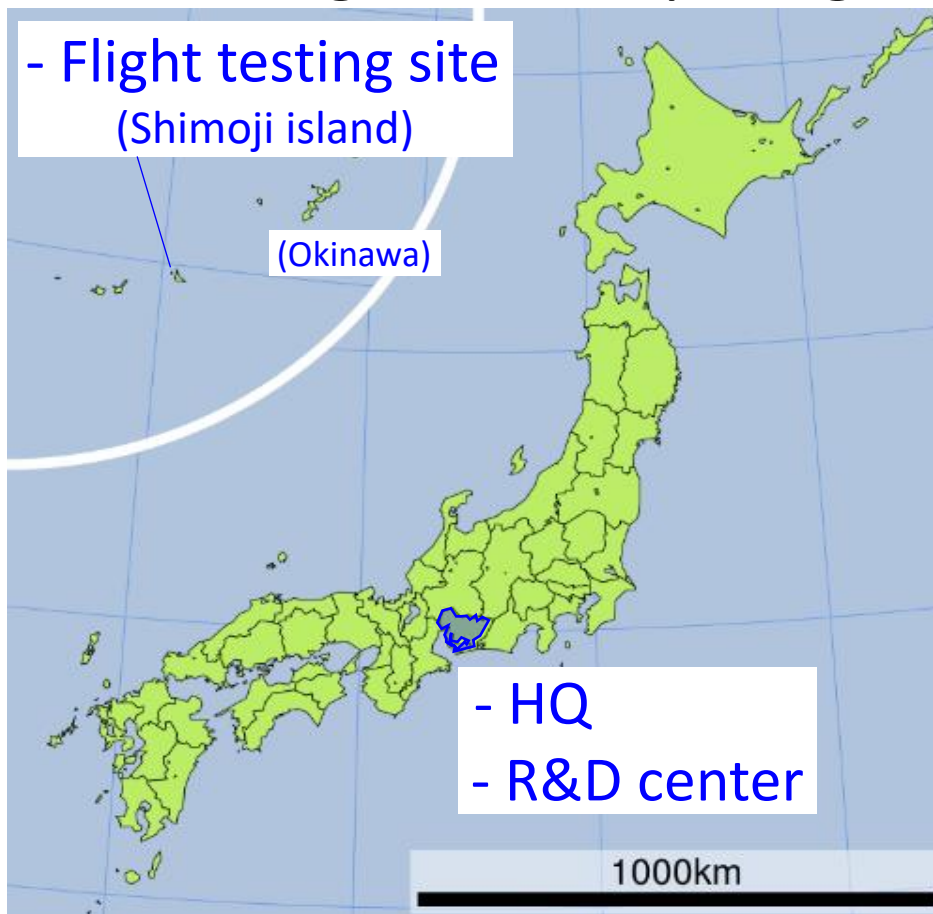 - Flight testing site
(Shimoji island)
(Okinawa)
- HQ
- R&D center
1000km